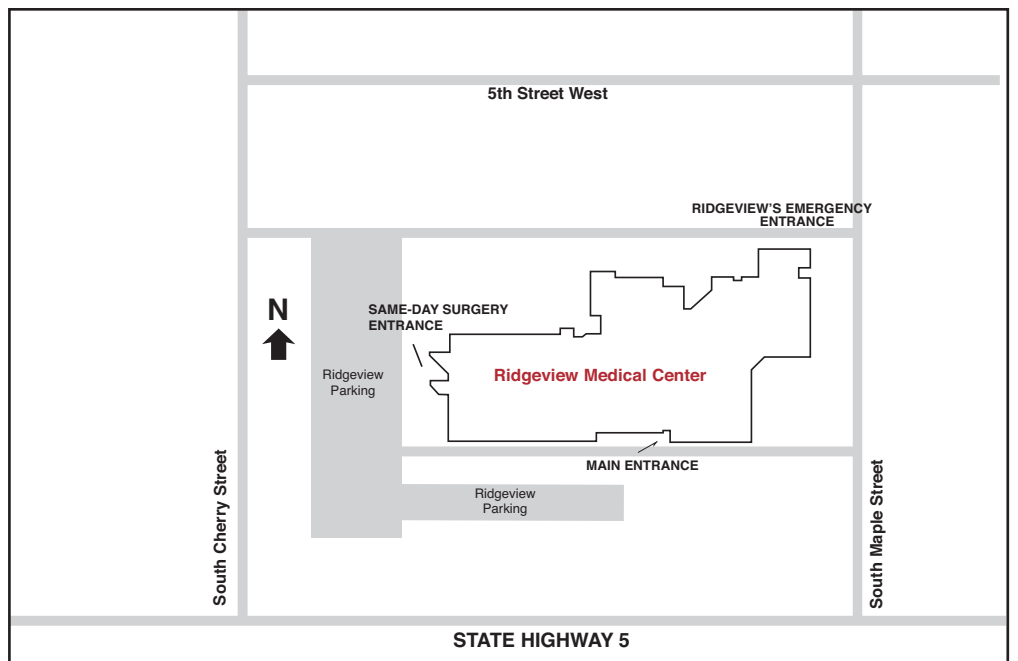 5th Street West
RIDGEVIEW’S EMERGENCY
ENTRANCE
N
SAME-DAY SURGERY
ENTRANCE
Ridgeview
Parking
Ridgeview Medical Center
MAIN ENTRANCE
Ridgeview
Parking
South Cherry Street
South Maple Street
STATE HIGHWAY 5